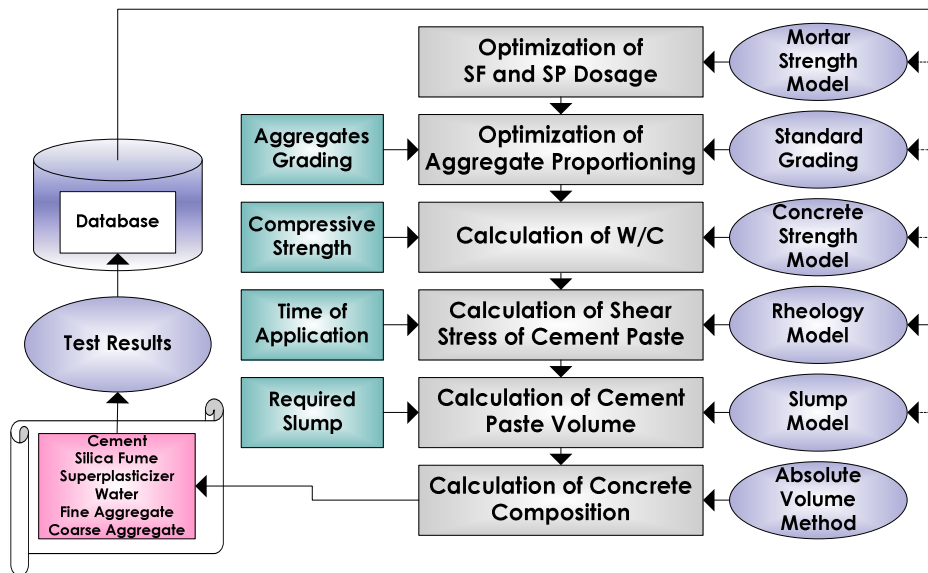 Optimization of
SF and SP Dosage
Mortar
Strength
Model
Aggregates
Grading
Optimization of
Aggregate Proportioning
Standard
Grading
Database
Compressive
Strength
Calculation of W/C
Concrete
Strength
Model
Test Results
Time of
Application
Calculation of Shear
Stress of Cement Paste
Rheology
Model
Required
Slump
Calculation of Cement
Paste Volume
Slump
Model
Cement
Silica Fume
Superplasticizer
Water
Fine Aggregate
Coarse Aggregate
Calculation of Concrete
Composition
Absolute
Volume
Method